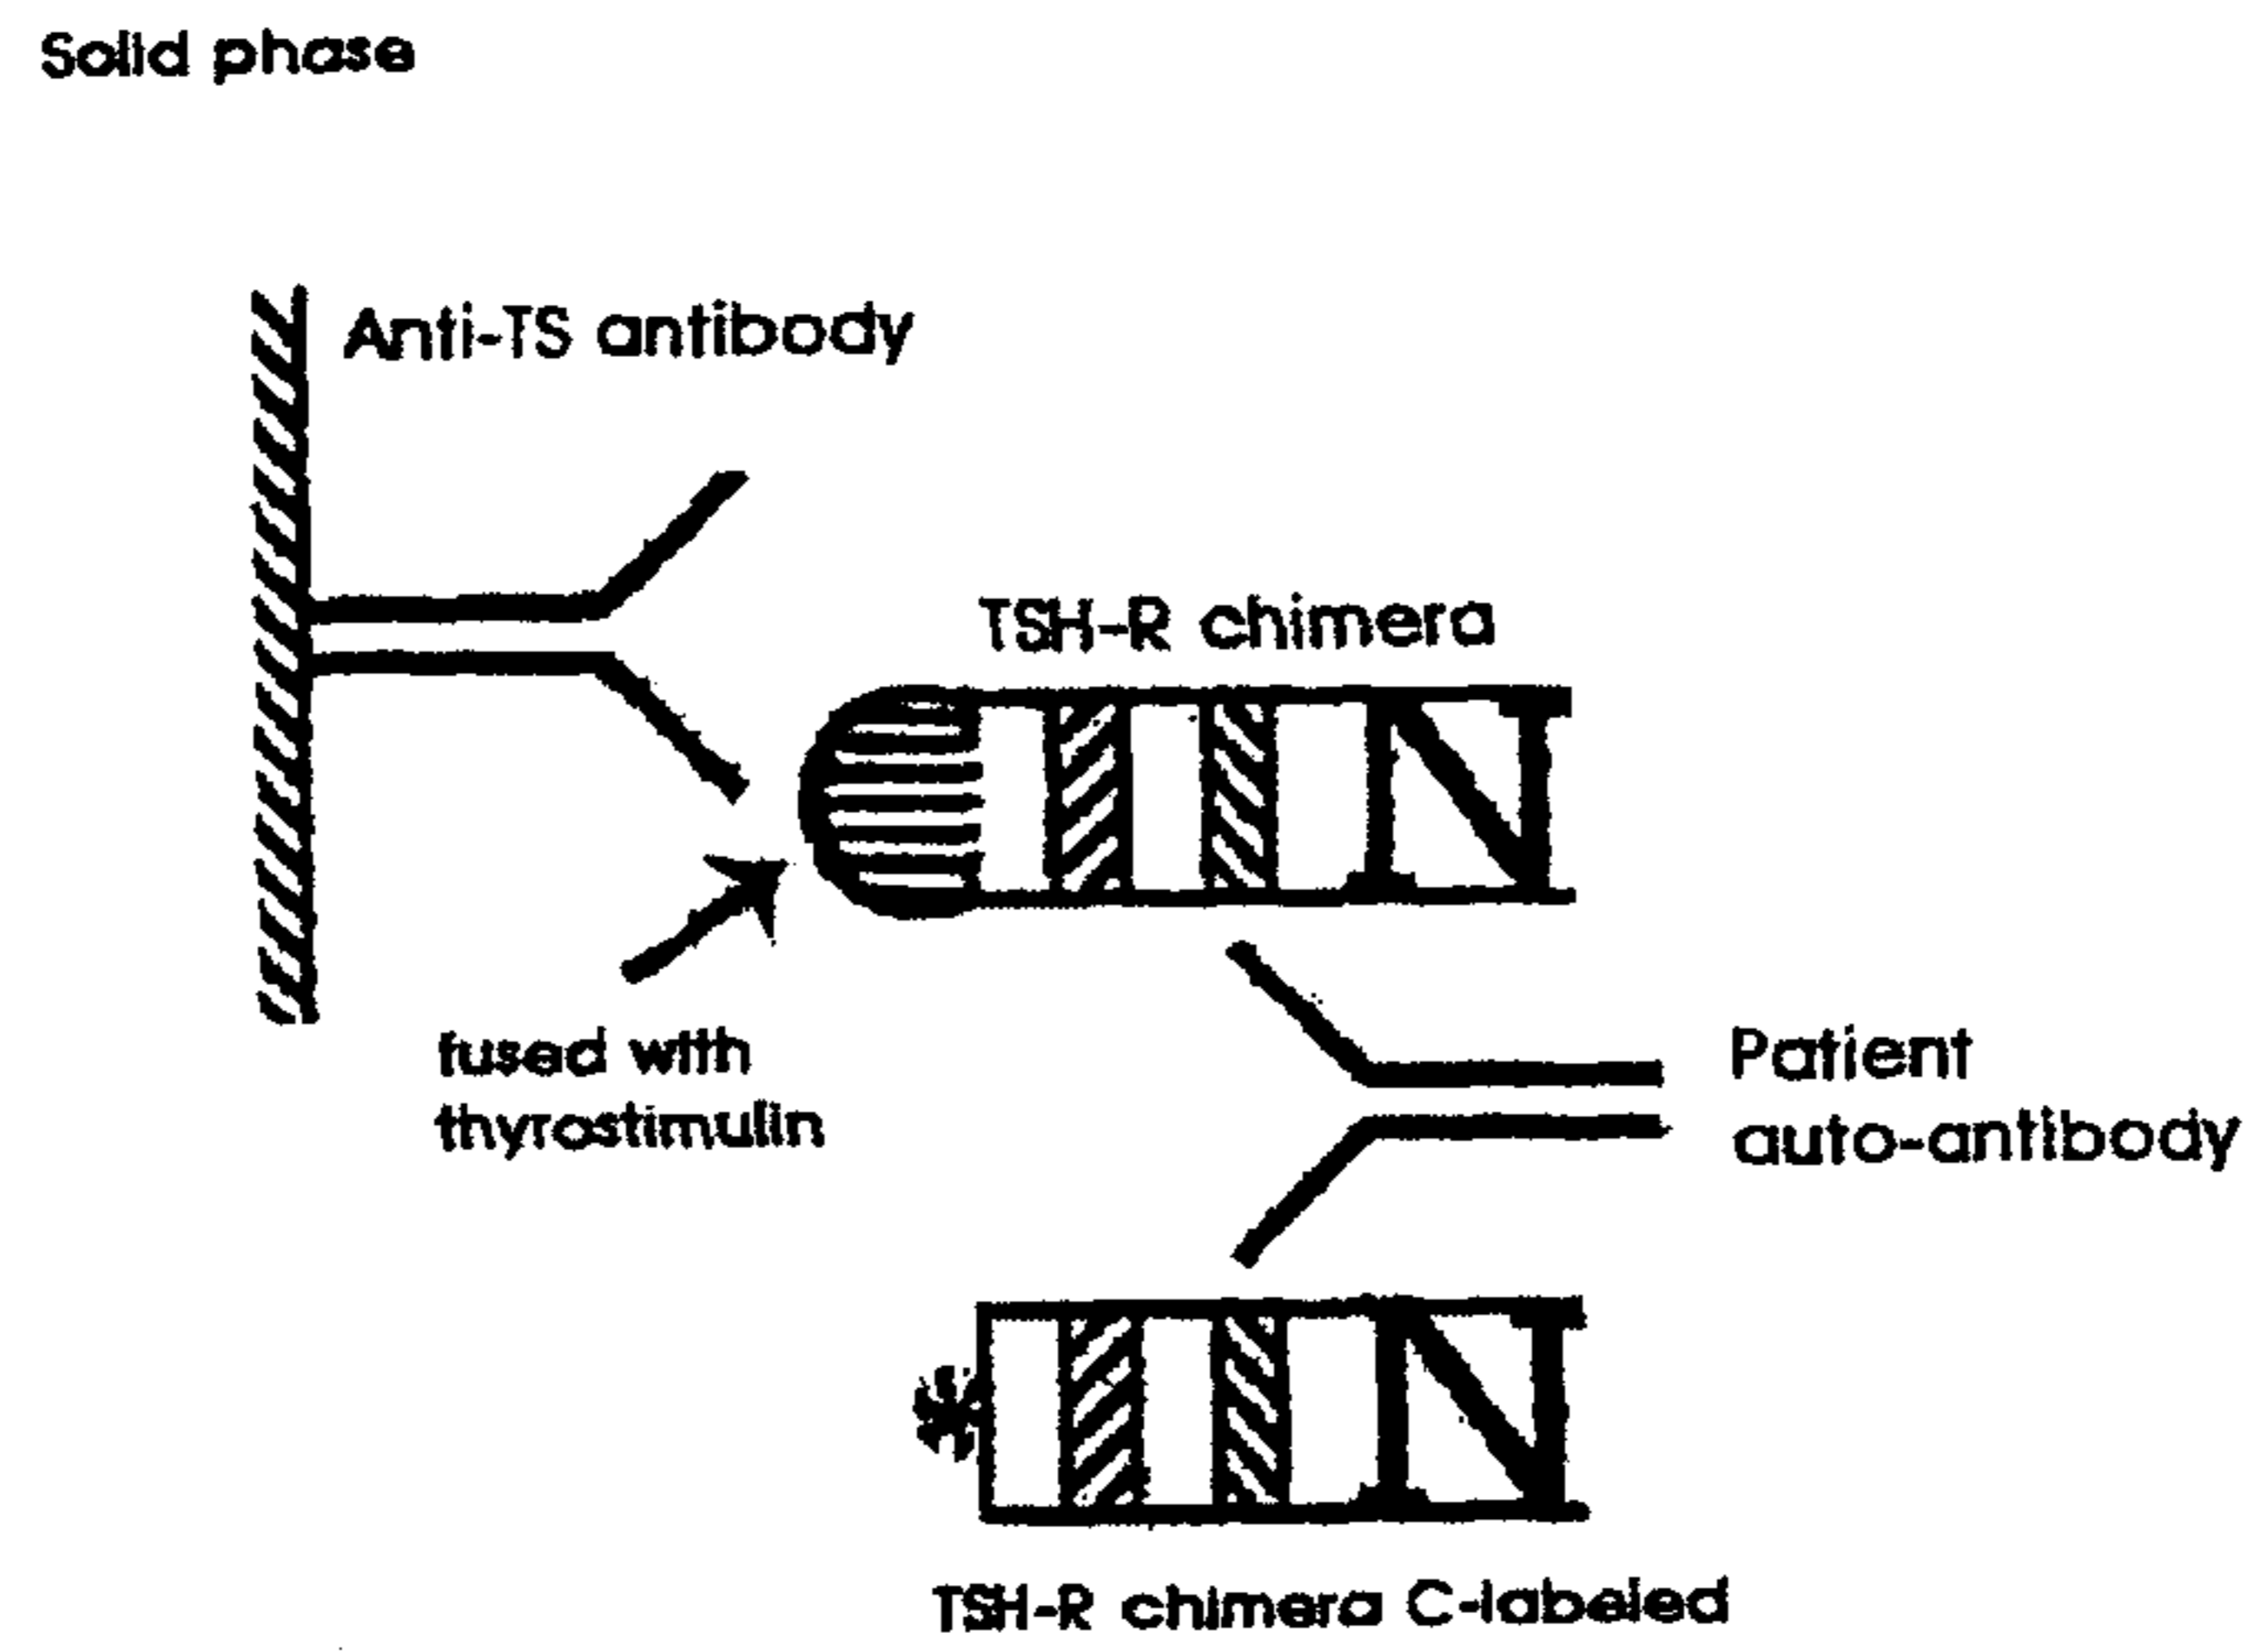 Solid phase
Anti-TS antibody
TSH-R chimera
N
fused with
thyrostimulin
Patient
auto-antibody
N
TSH-R chimera C-labeled